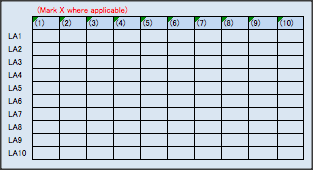 (Mark X where applicable)
(1) (2) (3) (4) (5) (6) (7) (8) (9) (10)
LA1
LA2
LA3
LA4
LA5
LA6
LA7
LA8
LA9
LA10